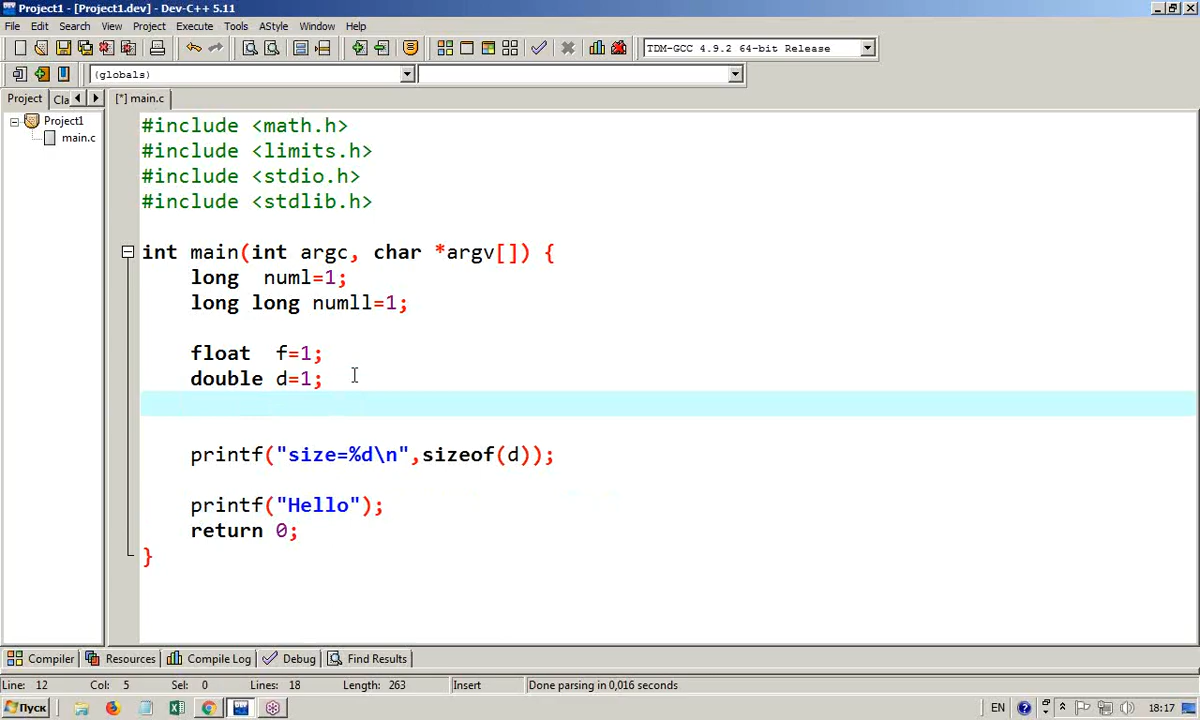 Project1 - [Project1.dev] - Dev-C++ 5.11
File Edit Search View Project Execute Tools AStyle Window Help
TDM-GCC 4.9.2 64-bit Release
(globals)
Project Cla [*] main.c
Project1
main.c
#include <math.h>
#include <limits.h>
#include <stdio.h>
#include <stdlib.h>
int main(int argc, char *argv[]) {
long numl=1;
long long numll=1;
float f=1;
double d=1;
printf("size=%d\n",sizeof(d));
printf("Hello");
return 0;
}
Compiler Resources Compile Log Debug Find Results
Line: 12 Col: 5 Sel: 0 Lines: 18 Length: 263 Insert Done parsing in 0,016 seconds
Пуск EN 18:17